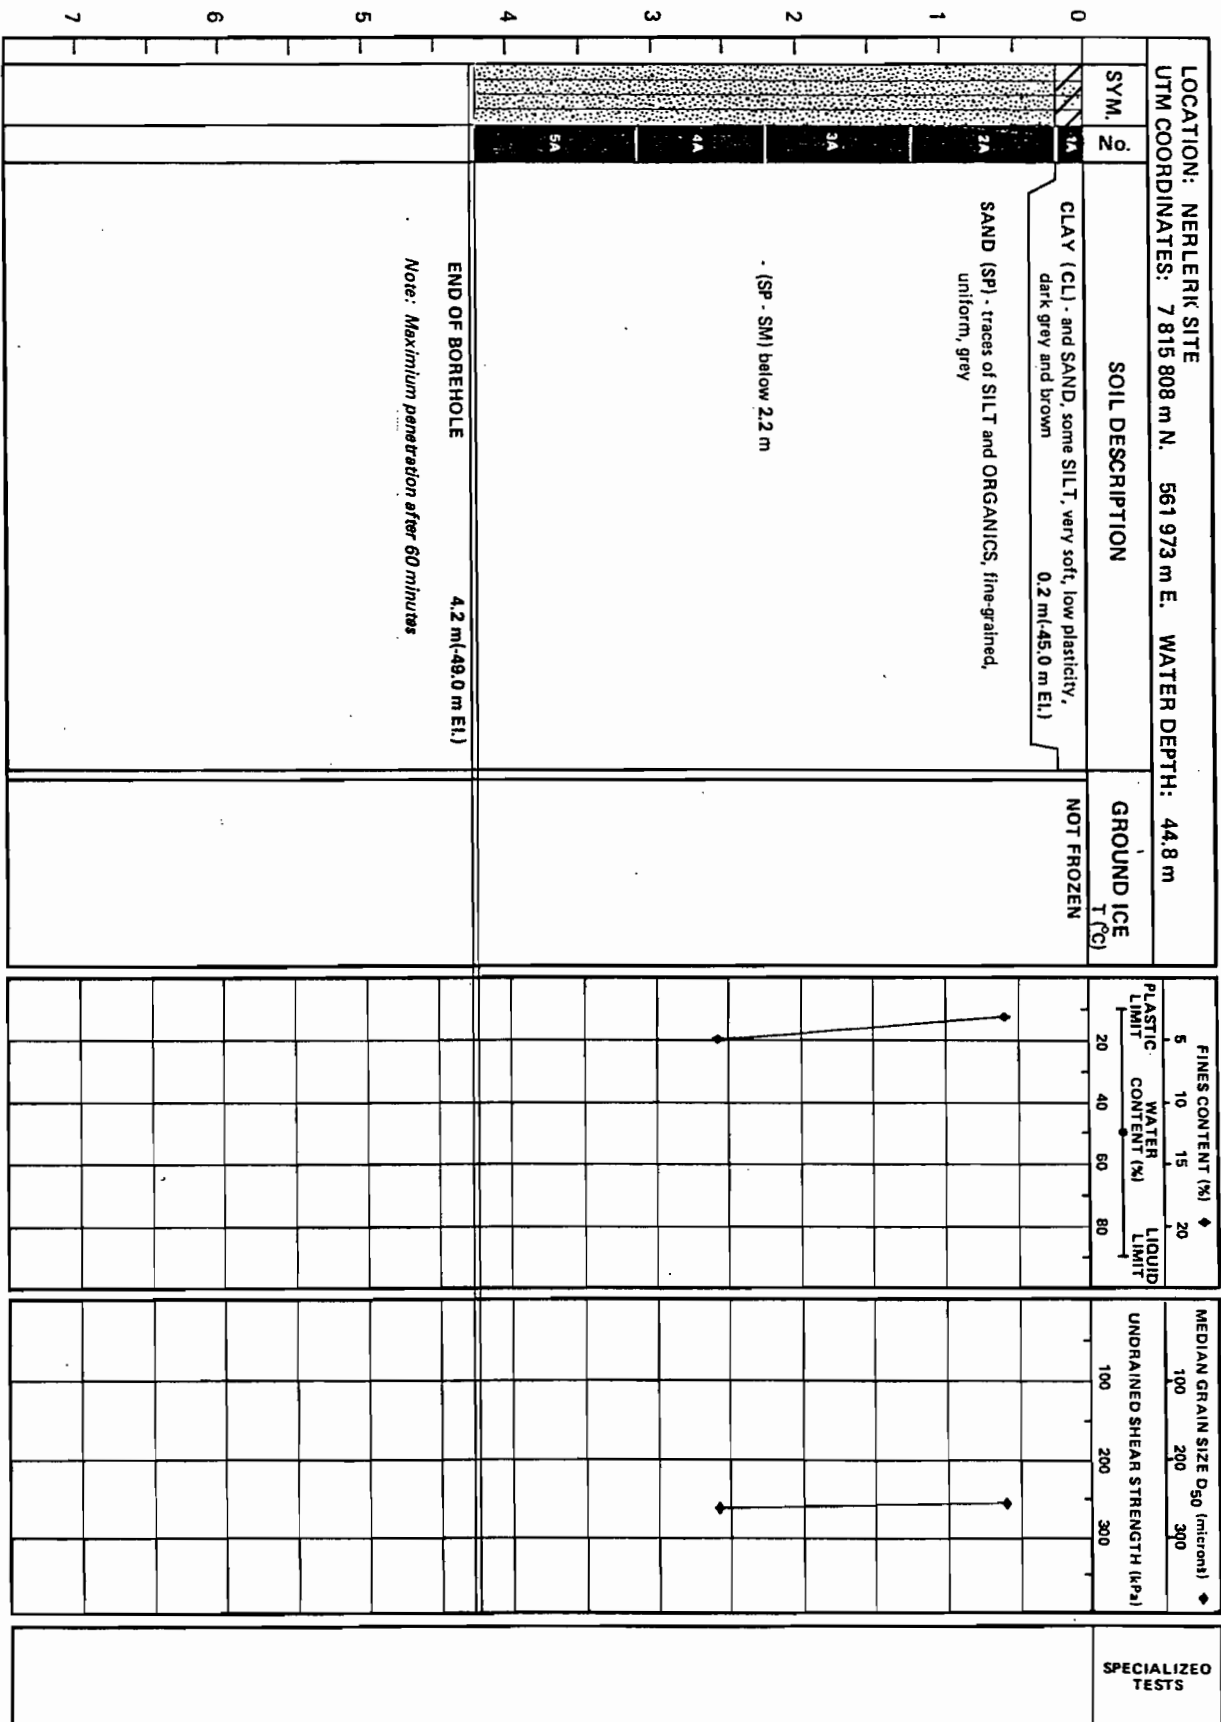 LOCATION: NERLERK SITE
UTM COORDINATES: 7 815 808 m N. 561 973 m E. WATER DEPTH: 44.8 m
SYM.
No.
SOIL DESCRIPTION
GROUND ICE
T (°C)
FINES CONTENT (%) ◆
5 10 15 20
PLASTIC LIMIT
WATER CONTENT (%)
LIQUID LIMIT
20 40 60 80
MEDIAN GRAIN SIZE D50 (microns) ◆
100 200 300
UNDRAINED SHEAR STRENGTH (kPa)
100 200 300
SPECIALIZED
TESTS
0
1A
CLAY (CL) - and SAND, some SILT, very soft, low plasticity,
dark grey and brown
0.2 m(-45.0 m El.)
NOT FROZEN
2A
SAND (SP) - traces of SILT and ORGANICS, fine-grained,
uniform, grey
1
3A
2
- (SP - SM) below 2.2 m
4A
3
5A
4
END OF BOREHOLE
4.2 m(-49.0 m El.)
Note: Maximium penetration after 60 minutes
5
6
7